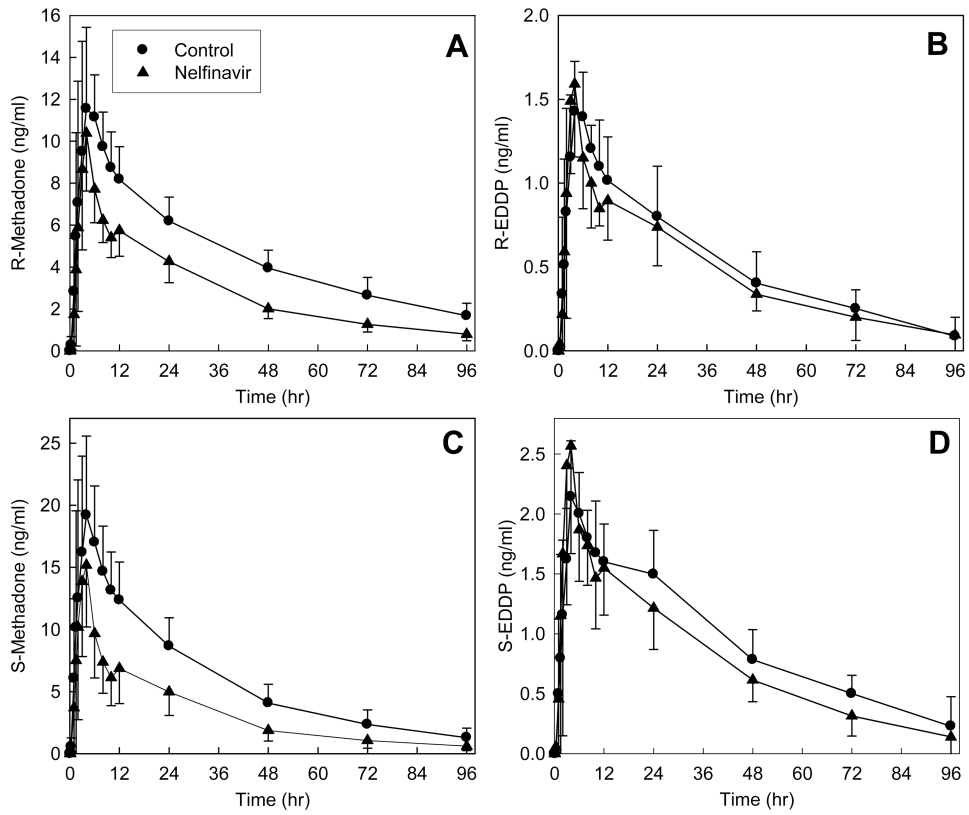 A
Control
Nelfinavir
R-Methadone (ng/ml)
16
14
12
10
8
6
4
2
0
0 12 24 36 48 60 72 84 96
Time (hr)
B
R-EDDP (ng/ml)
2.0
1.5
1.0
0.5
0.0
0 12 24 36 48 60 72 84 96
Time (hr)
C
S-Methadone (ng/ml)
25
20
15
10
5
0
0 12 24 36 48 60 72 84 96
Time (hr)
D
S-EDDP (ng/ml)
2.5
2.0
1.5
1.0
0.5
0.0
0 12 24 36 48 60 72 84 96
Time (hr)